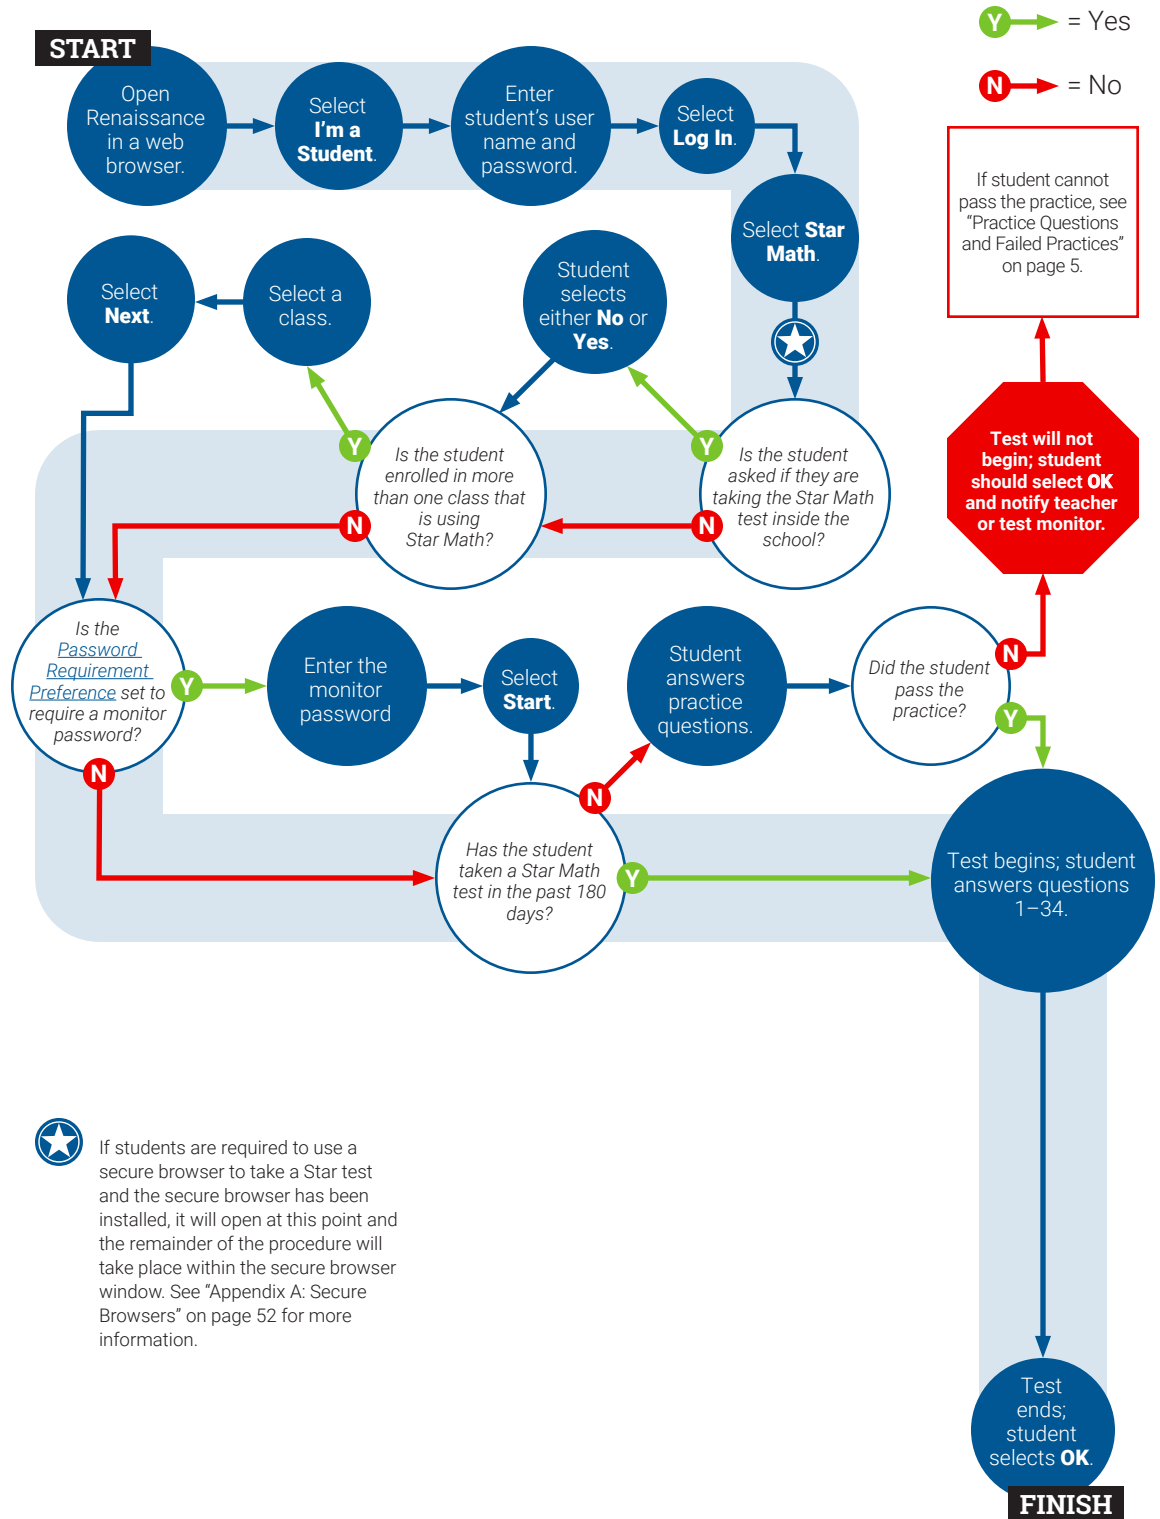 START
Y = Yes
N = No
Open
Renaissance
in a web
browser.
Select
I'm a
Student.
Enter
student's user
name and
password.
Select
Log In.
Select Star
Math.
If student cannot
pass the practice, see
"Practice Questions
and Failed Practices"
on page 5.
Student
selects
either No or
Yes.
Select a
class.
Select
Next.
Y
Is the student
asked if they are
taking the Star Math
test inside the
school?
N
Y
Is the student
enrolled in more
than one class that
is using
Star Math?
N
Test will not
begin; student
should select OK
and notify teacher
or test monitor.
Is the
Password
Requirement
Preference set to
require a monitor
password?
Y
N
Enter the
monitor
password
Select
Start.
Student
answers
practice
questions.
Did the student
pass the
practice?
N
Y
N
Has the student
taken a Star Math
test in the past 180
days?
Y
Test begins; student
answers questions
1–34.
If students are required to use a
secure browser to take a Star test
and the secure browser has been
installed, it will open at this point and
the remainder of the procedure will
take place within the secure browser
window. See "Appendix A: Secure
Browsers" on page 52 for more
information.
Test
ends;
student
selects OK.
FINISH